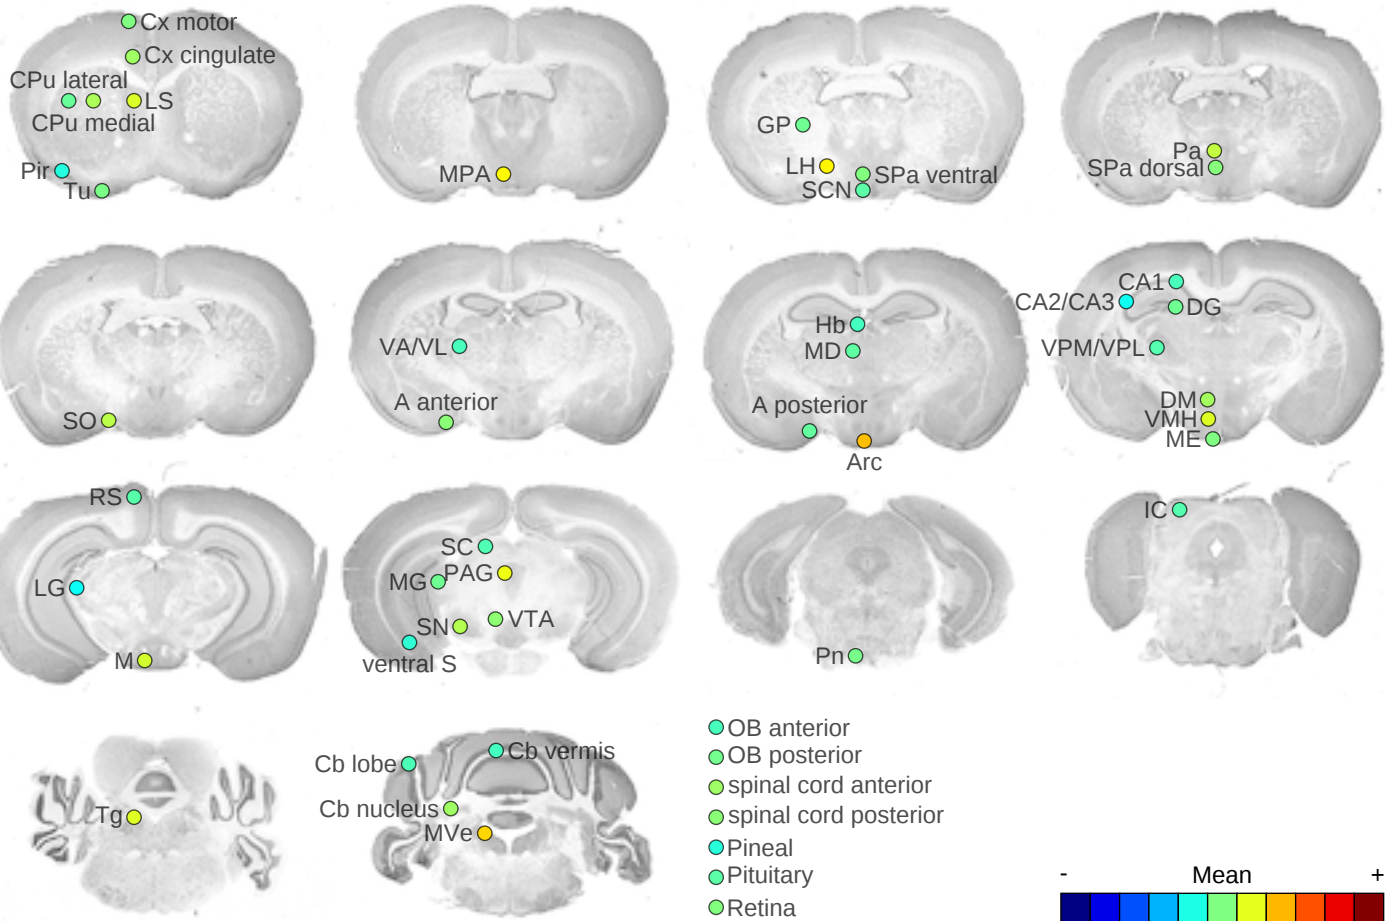 Cx motor
Cx cingulate
CPu lateral
LS
CPu medial
Pir
Tu
MPA
GP
LH
SPa ventral
SCN
Pa
SPa dorsal
SO
VA/VL
A anterior
Hb
MD
A posterior
Arc
CA1
CA2/CA3
DG
VPM/VPL
DM
VMH
ME
RS
LG
M
SC
MG
PAG
SN
VTA
ventral S
Pn
IC
Tg
Cb lobe
Cb vermis
Cb nucleus
MVe
OB anterior
OB posterior
spinal cord anterior
spinal cord posterior
Pineal
Pituitary
Retina
- Mean +